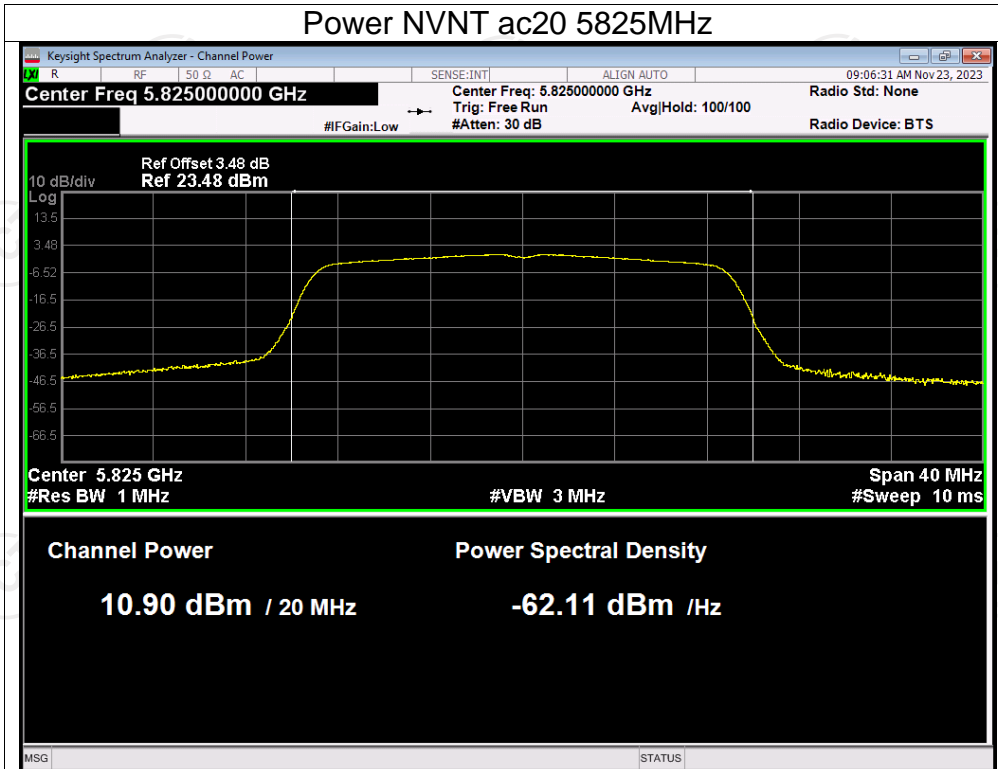 Power NVNT ac20 5825MHz
Keysight Spectrum Analyzer - Channel Power
LXI R RF 50 Ω AC SENSE:INT ALIGN AUTO 09:06:31 AM Nov 23, 2023
Center Freq 5.825000000 GHz
Center Freq: 5.825000000 GHz
Radio Std: None
Trig: Free Run Avg|Hold: 100/100
#IFGain:Low #Atten: 30 dB Radio Device: BTS
Ref Offset 3.48 dB
10 dB/div Ref 23.48 dBm
Log
13.5
3.48
-6.52
-16.5
-26.5
-36.5
-46.5
-56.5
-66.5
Center 5.825 GHz Span 40 MHz
#Res BW 1 MHz #VBW 3 MHz #Sweep 10 ms
Channel Power Power Spectral Density
10.90 dBm / 20 MHz -62.11 dBm /Hz
MSG STATUS